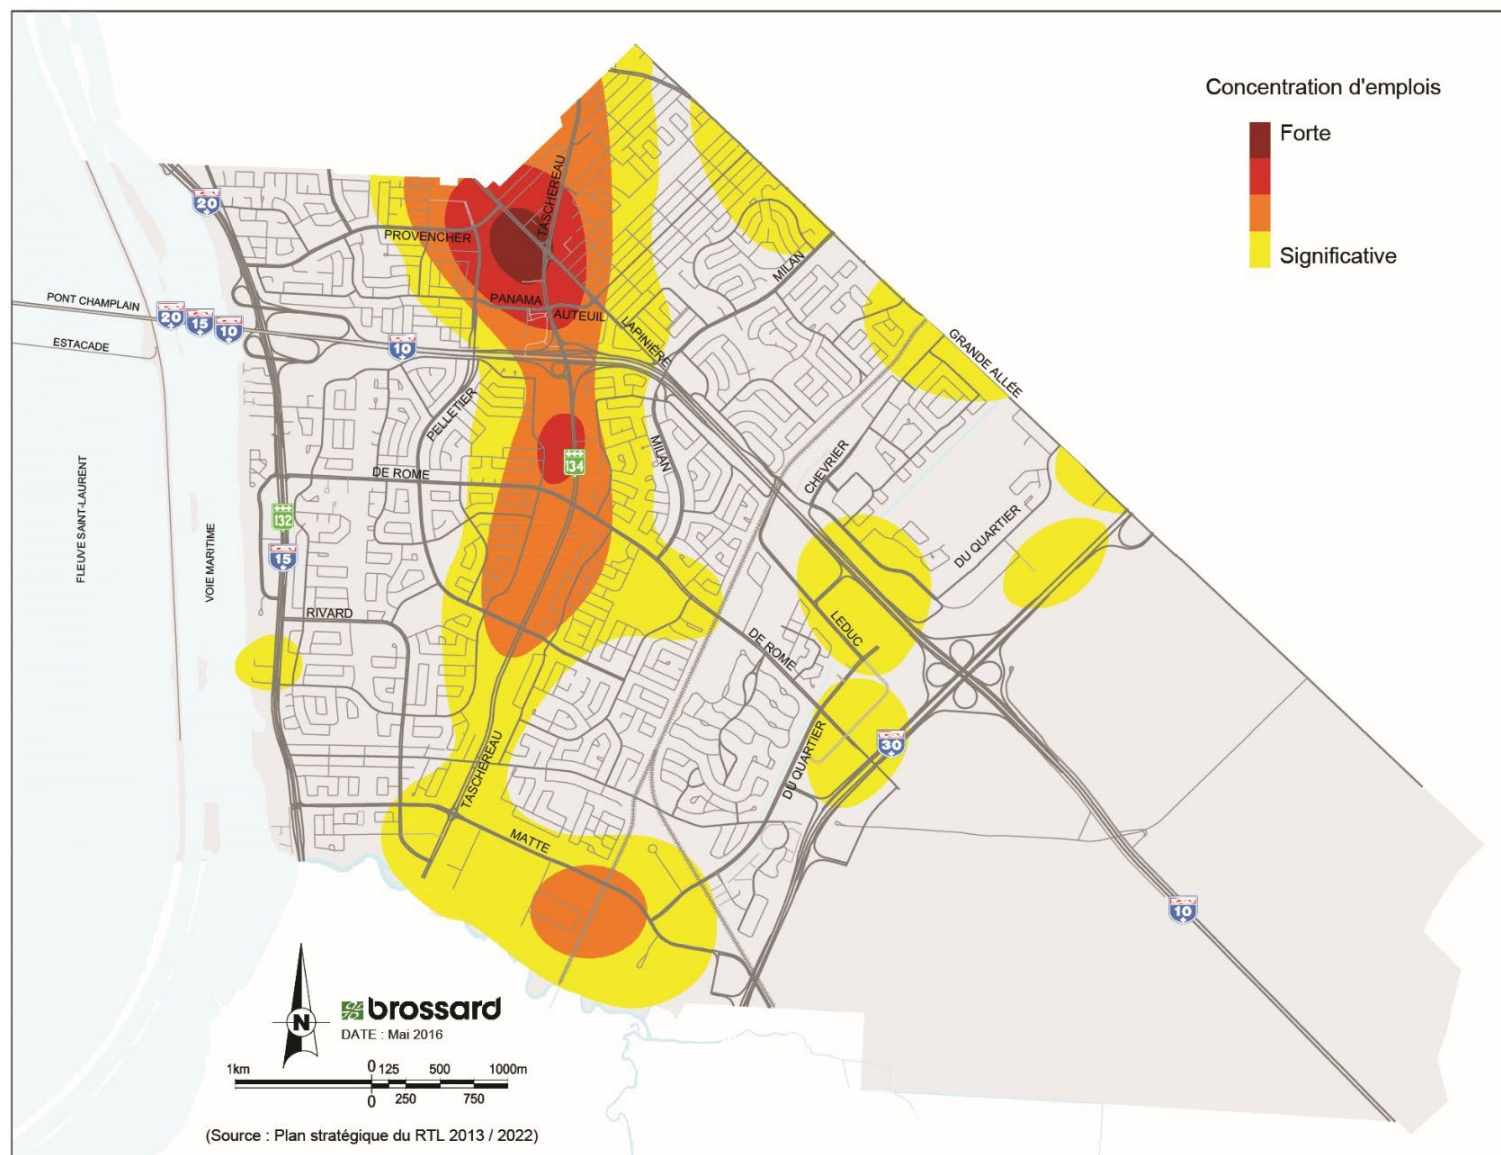 Concentration d'emplois
Forte
Significative
TASCHEREAU
20
PROVENCHER
MILAN
PANAMA
PONT CHAMPLAIN
20
15
10
AUTEUIL
LAPINIÈRE
ESTACADE
10
GRANDE ALLÉE
PELLETIER
MILAN
134
CHEVRIER
DE ROME
FLEUVE SAINT-LAURENT
VOIE MARITIME
132
15
DU QUARTIER
RIVARD
LEDUC
DE ROME
30
TASCHEREAU
DU QUARTIER
MATTE
10
N
brossard
DATE : Mai 2016
1km
0 125 500 1000m
0 250 750
(Source : Plan stratégique du RTL 2013 / 2022)